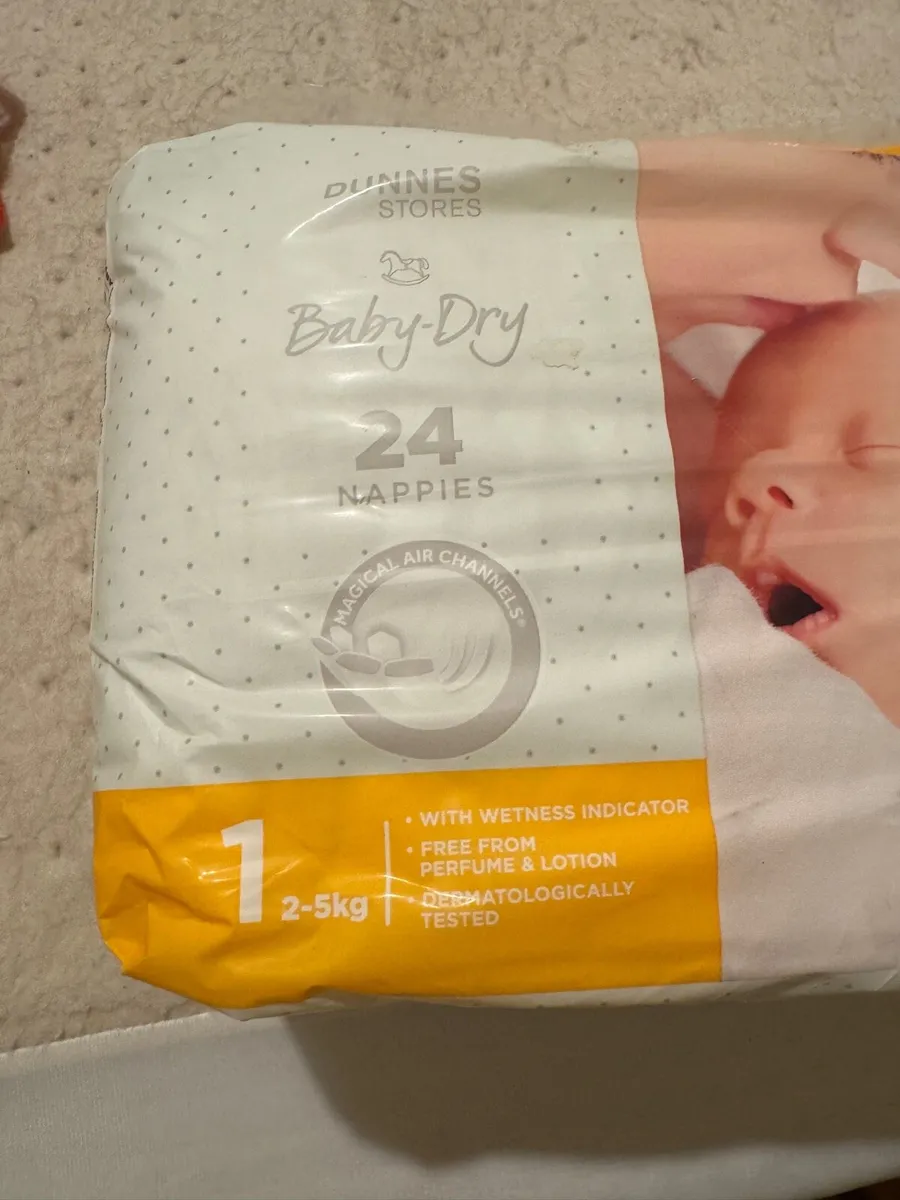 DUNNES
STORES
Baby-Dry
24
NAPPIES
MAGICAL AIR CHANNELS®
1
2-5kg
• WITH WETNESS INDICATOR
• FREE FROM
PERFUME & LOTION
• DERMATOLOGICALLY
TESTED